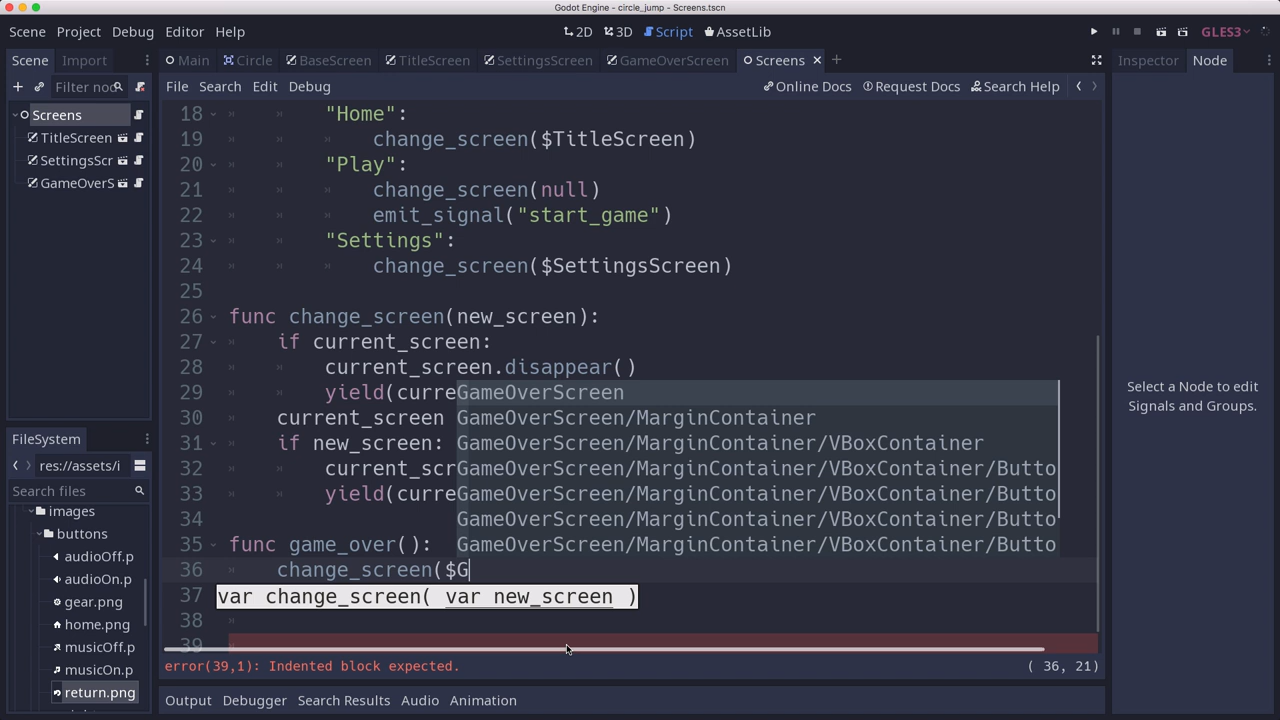 Godot Engine - circle_jump - Screens.tscn
Scene Project Debug Editor Help
2D 3D Script AssetLib
GLES3
Scene Import
Main Circle BaseScreen TitleScreen SettingsScreen GameOverScreen Screens
Inspector Node
Filter nod
File Search Edit Debug
Online Docs Request Docs Search Help
Screens
TitleScreen
SettingsScr
GameOverS
18 "Home":
19 change_screen($TitleScreen)
20 "Play":
21 change_screen(null)
22 emit_signal("start_game")
23 "Settings":
24 change_screen($SettingsScreen)
25
26 func change_screen(new_screen):
27 if current_screen:
28 current_screen.disappear()
29 yield(curre
30 current_screen
31 if new_screen:
32 current_scr
33 yield(curre
34
35 func game_over():
36 change_screen($G
37
38
39
GameOverScreen
GameOverScreen/MarginContainer
GameOverScreen/MarginContainer/VBoxContainer
GameOverScreen/MarginContainer/VBoxContainer/Butto
GameOverScreen/MarginContainer/VBoxContainer/Butto
GameOverScreen/MarginContainer/VBoxContainer/Butto
GameOverScreen/MarginContainer/VBoxContainer/Butto
var change_screen( var new_screen )
error(39,1): Indented block expected.
( 36, 21)
Select a Node to edit
Signals and Groups.
FileSystem
res://assets/i
Search files
images
buttons
audioOff.p
audioOn.p
gear.png
home.png
musicOff.p
musicOn.p
return.png
Output Debugger Search Results Audio Animation